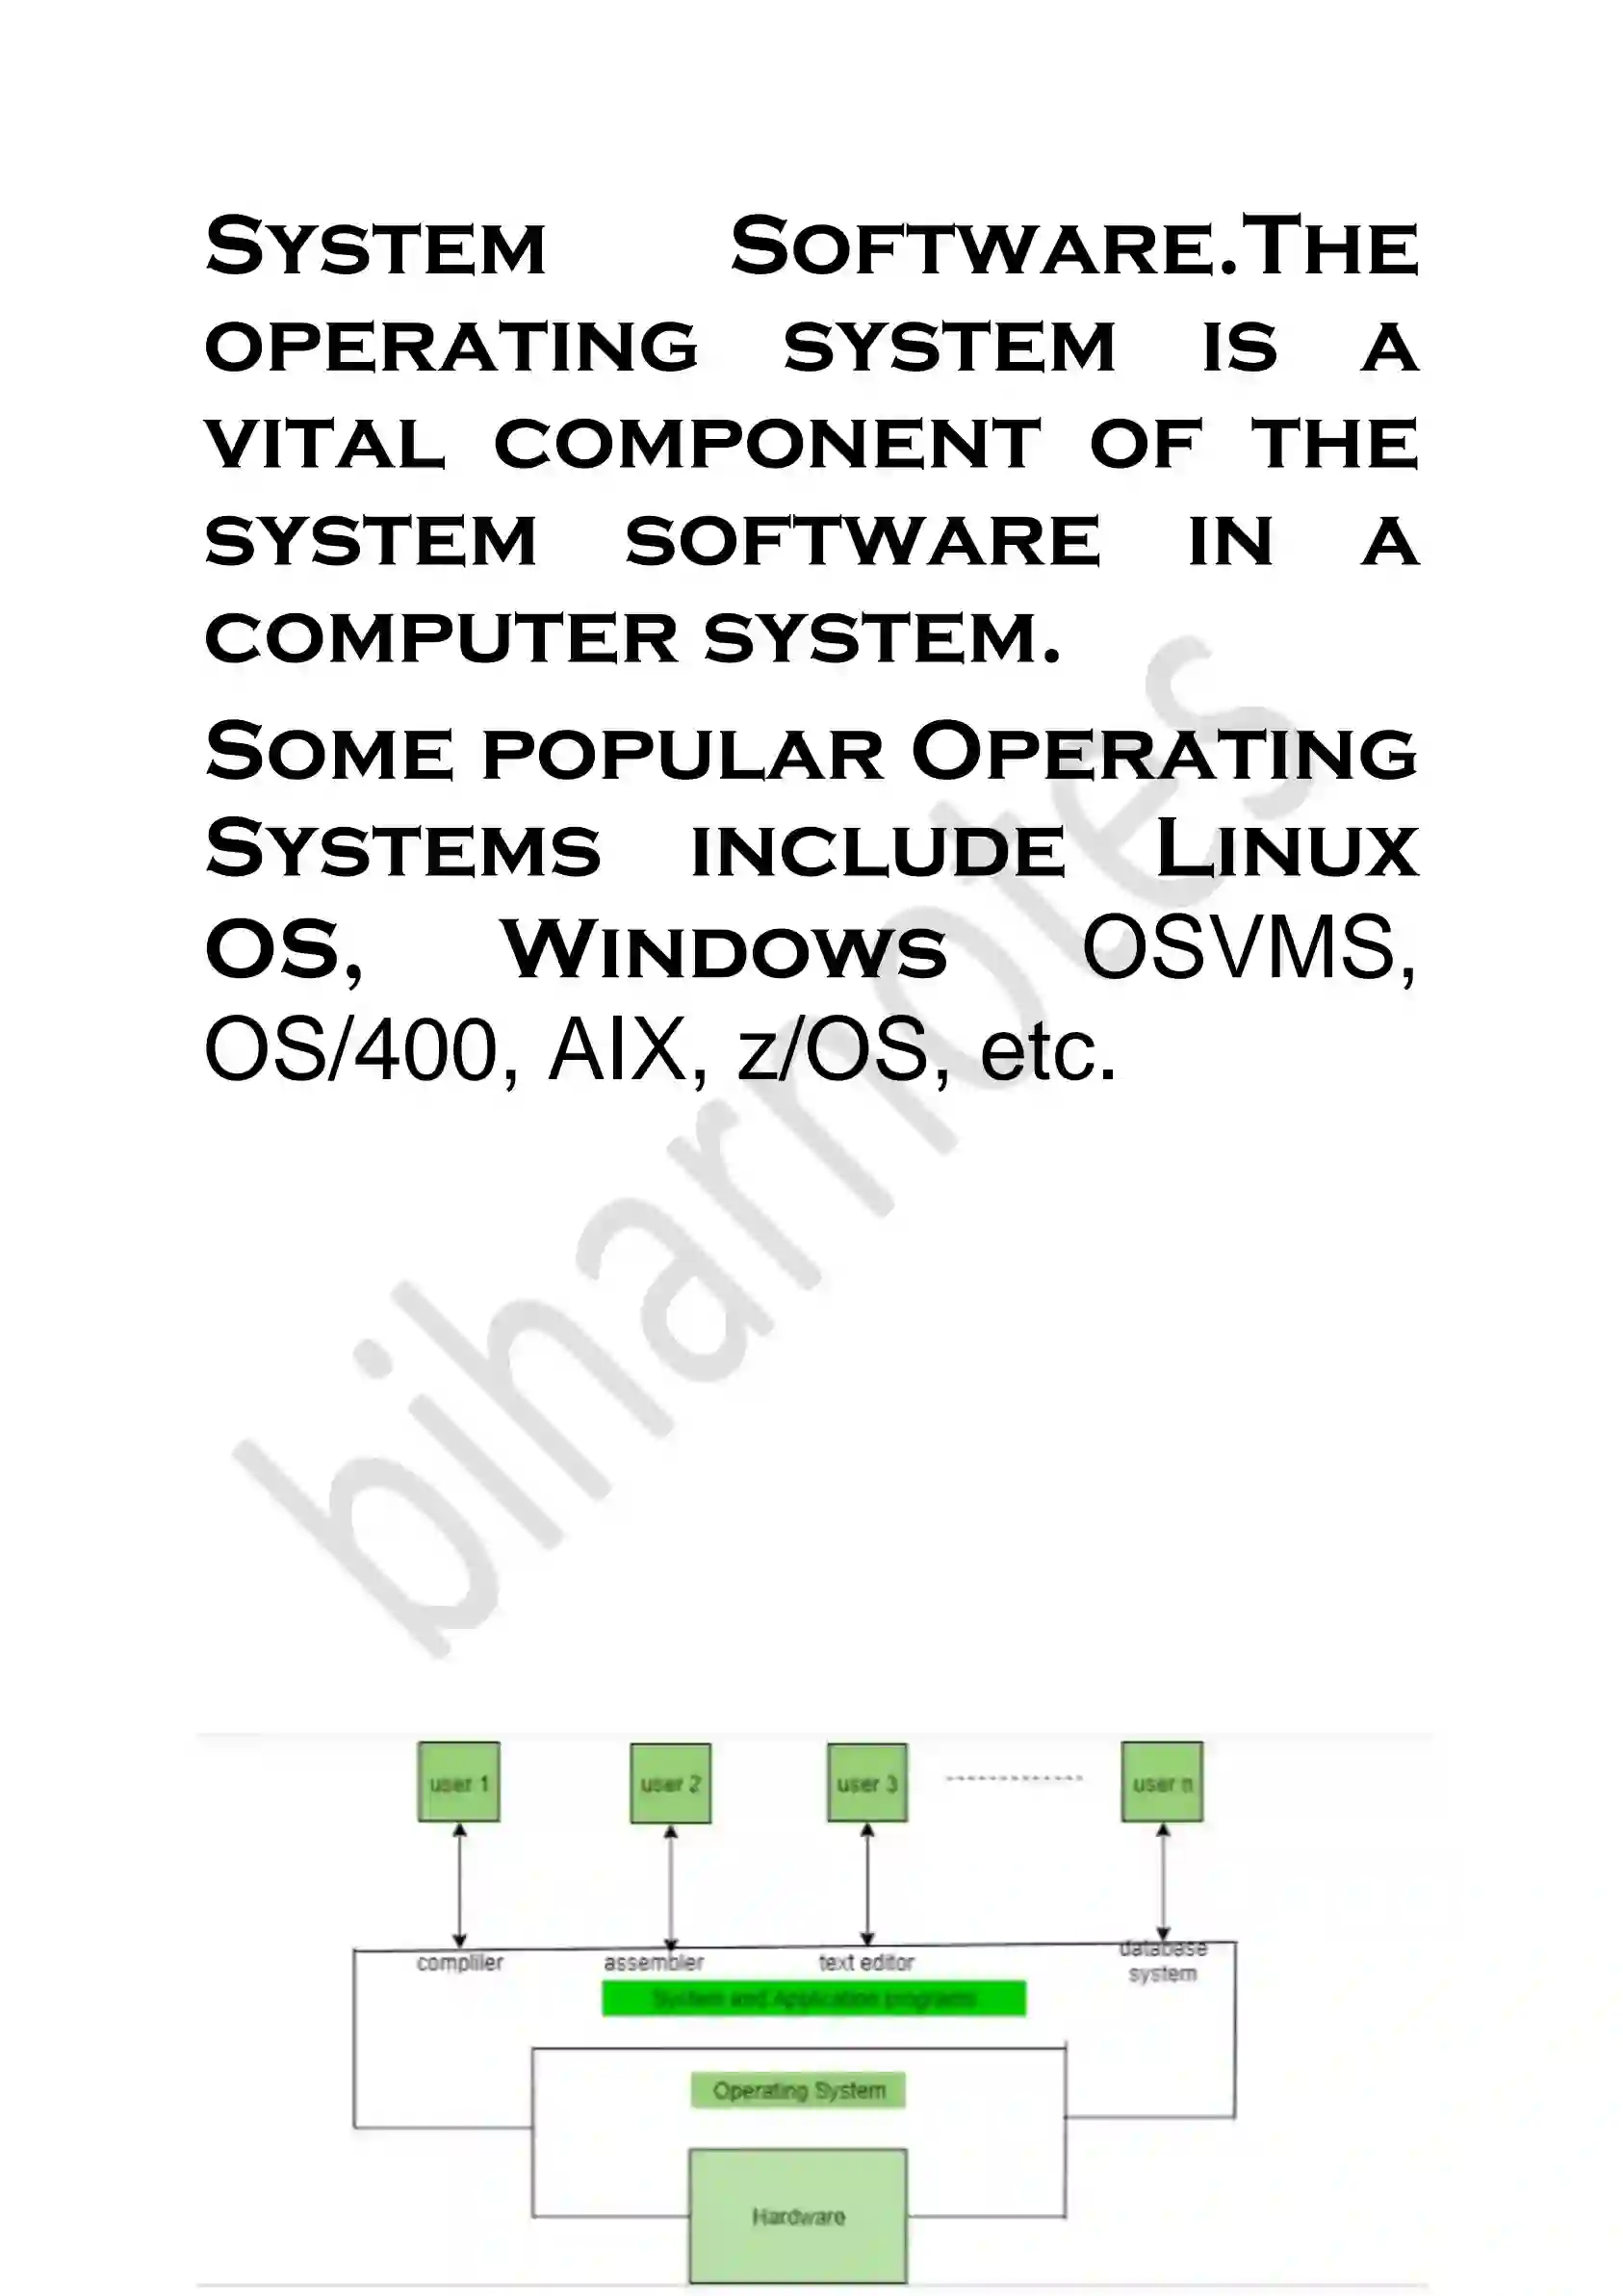 System Software.The
operating system is a
vital component of the
system software in a
computer system.
Some popular Operating
Systems include Linux
OS, Windows OSVMS,
OS/400, AIX, z/OS, etc.
biharnotes
user 1 user 2 user 3 user n
compliler assembler text editor database
system
System and Application programs
Operating System
Hardware